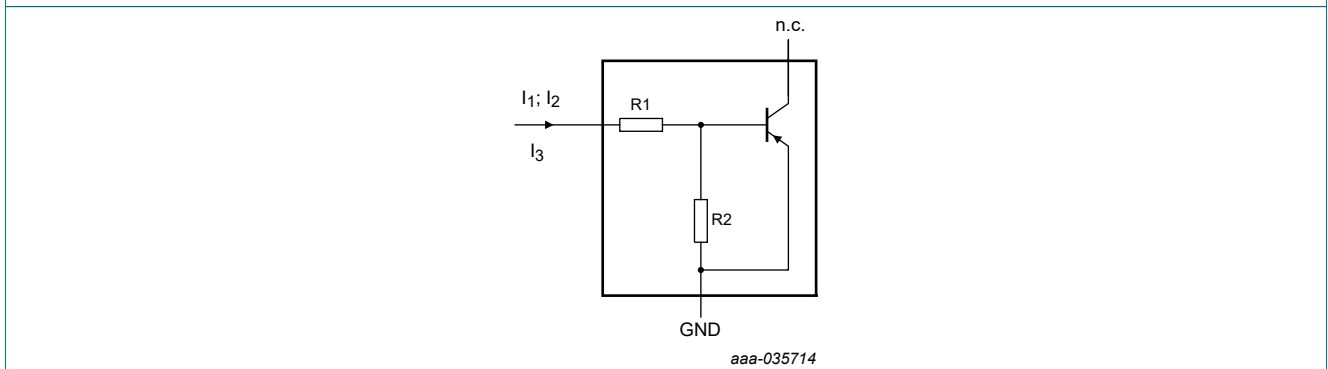 n.c.
I1; I2
R1
I3
R2
GND
aaa-035714